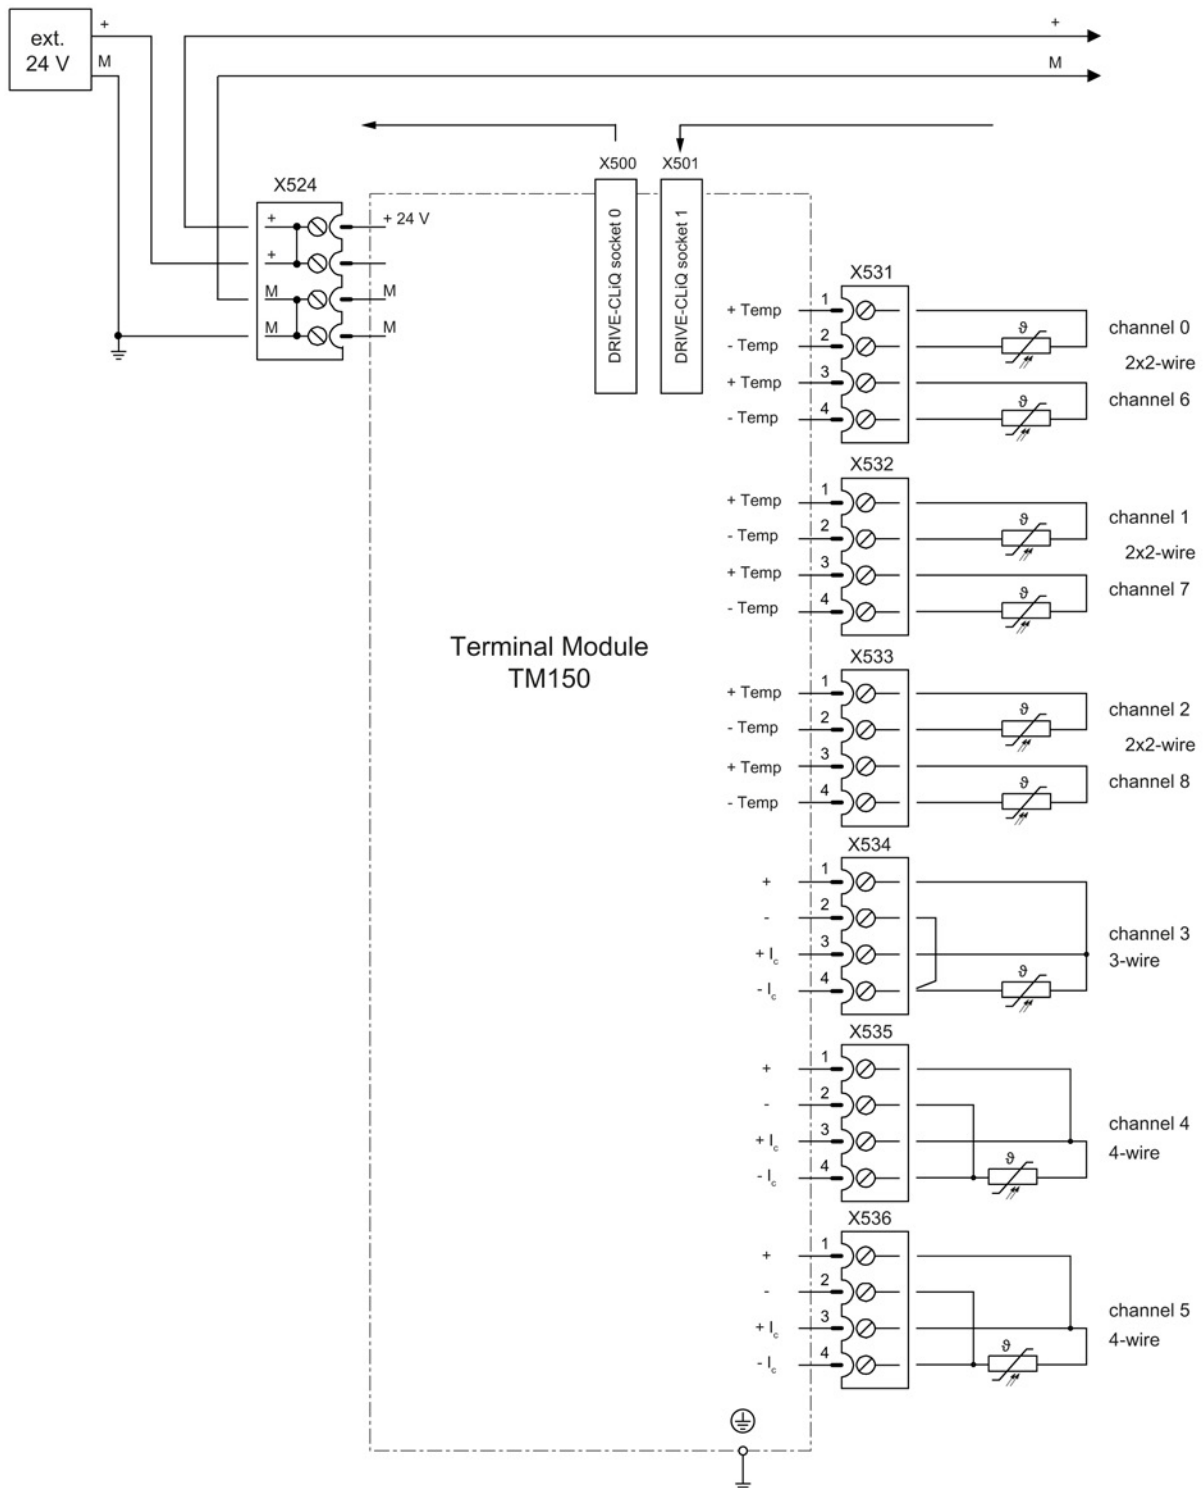 ext.
24 V
+
M
+
M
X500
X501
X524
+
+
M
M
+ 24 V
M
M
DRIVE-CLiQ socket 0
DRIVE-CLiQ socket 1
Terminal Module
TM150
X531
+ Temp 1
- Temp 2
+ Temp 3
- Temp 4
ϑ
ϑ
channel 0
2x2-wire
channel 6
X532
+ Temp 1
- Temp 2
+ Temp 3
- Temp 4
ϑ
ϑ
channel 1
2x2-wire
channel 7
X533
+ Temp 1
- Temp 2
+ Temp 3
- Temp 4
ϑ
ϑ
channel 2
2x2-wire
channel 8
X534
+ 1
- 2
+ Ic 3
- Ic 4
ϑ
channel 3
3-wire
X535
+ 1
- 2
+ Ic 3
- Ic 4
ϑ
channel 4
4-wire
X536
+ 1
- 2
+ Ic 3
- Ic 4
ϑ
channel 5
4-wire